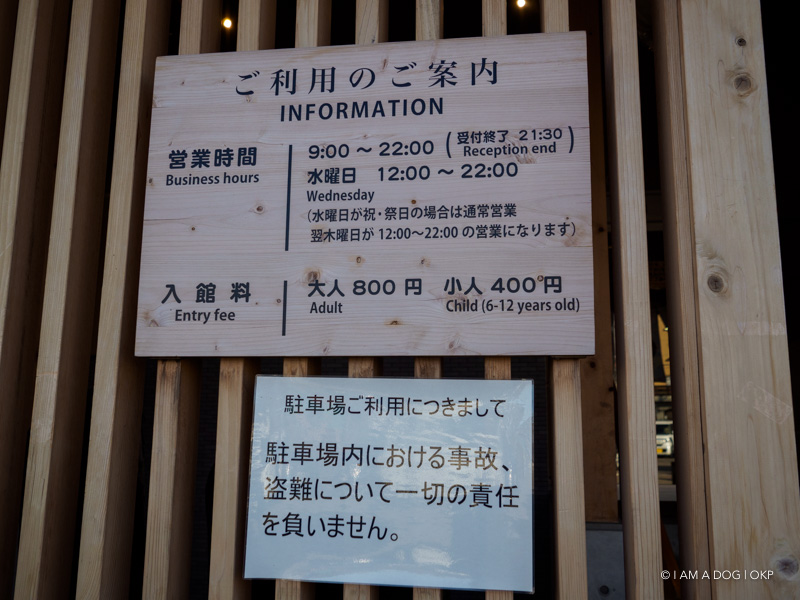 ご利用のご案内
INFORMATION
営業時間
Business hours
9:00 ～ 22:00 (受付終了 21:30 Reception end)
水曜日 12:00 ～ 22:00
Wednesday
(水曜日が祝・祭日の場合は通常営業
翌木曜日が 12:00～22:00 の営業になります)
入館料
Entry fee
大人 800 円 小人 400 円
Adult Child (6-12 years old)
駐車場ご利用につきまして
駐車場内における事故、
盗難について一切の責任
を負いません。
© I AM A DOG | OKP